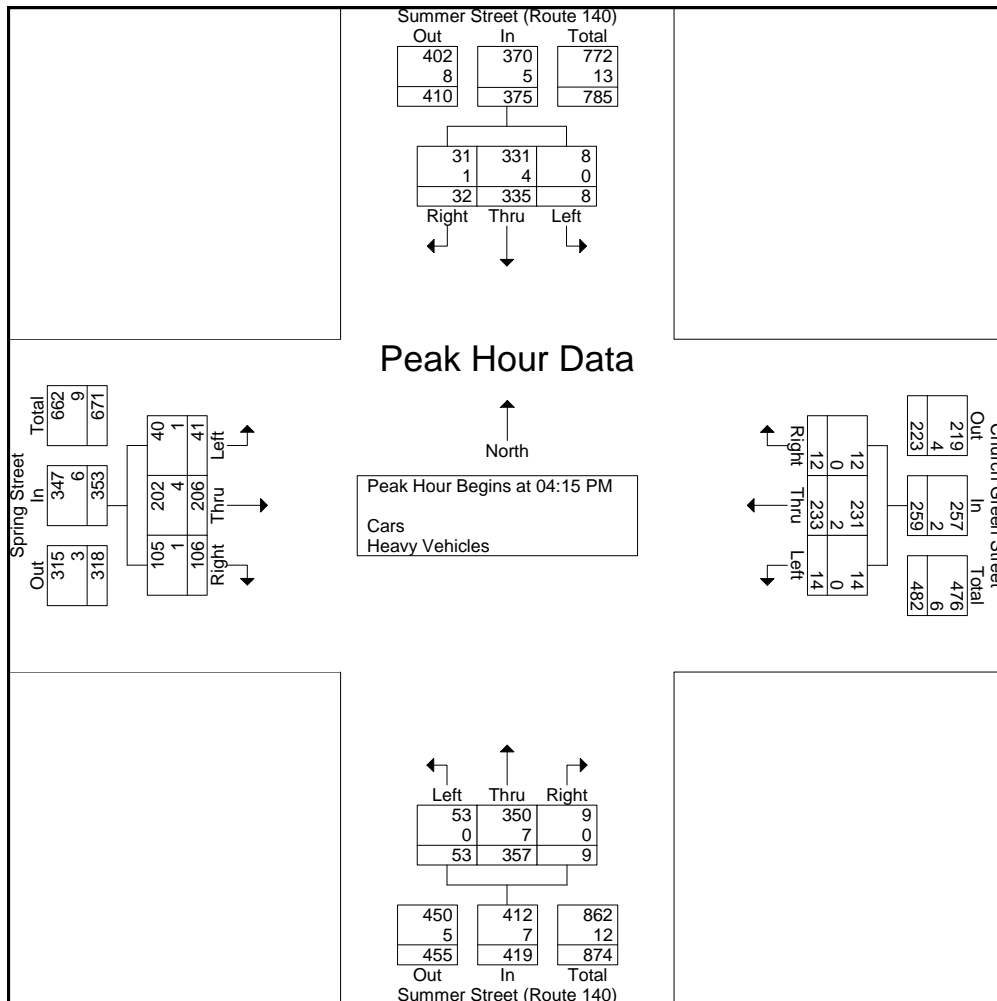 Summer Street (Route 140)
Out In Total
402 370 772
8 5 13
410 375 785
31 331 8
1 4 0
32 335 8
Right Thru Left
Peak Hour Data
North
Peak Hour Begins at 04:15 PM
Cars
Heavy Vehicles
Spring Street
Out In Total
315 347 662
3 6 9
318 353 671
40 202 105
1 4 1
41 206 106
Left Thru Right
Church Green Street
Out In Total
219 257 476
4 2 6
223 259 482
Right Thru Left
12 231 14
0 2 0
12 233 14
Left Thru Right
53 350 9
0 7 0
53 357 9
450 412 862
5 7 12
455 419 874
Out In Total
Summer Street (Route 140)